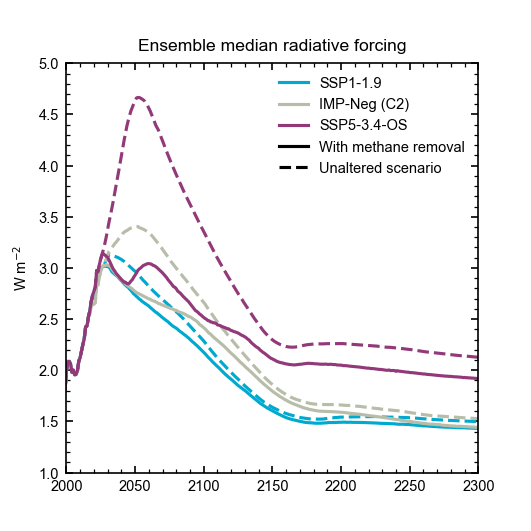 Ensemble median radiative forcing
5.0
4.5
4.0
3.5
3.0
2.5
2.0
1.5
1.0
W m⁻²
SSP1-1.9
IMP-Neg (C2)
SSP5-3.4-OS
With methane removal
Unaltered scenario
2000 2050 2100 2150 2200 2250 2300